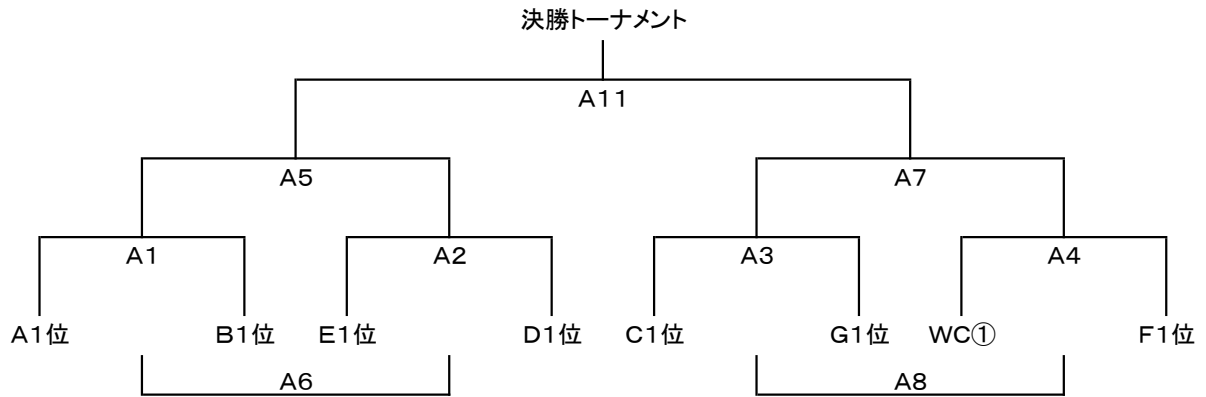 決勝トーナメント
A11
A5 A7
A1 A2 A3 A4
A1位 B1位 E1位 D1位 C1位 G1位 WC① F1位
A6 A8